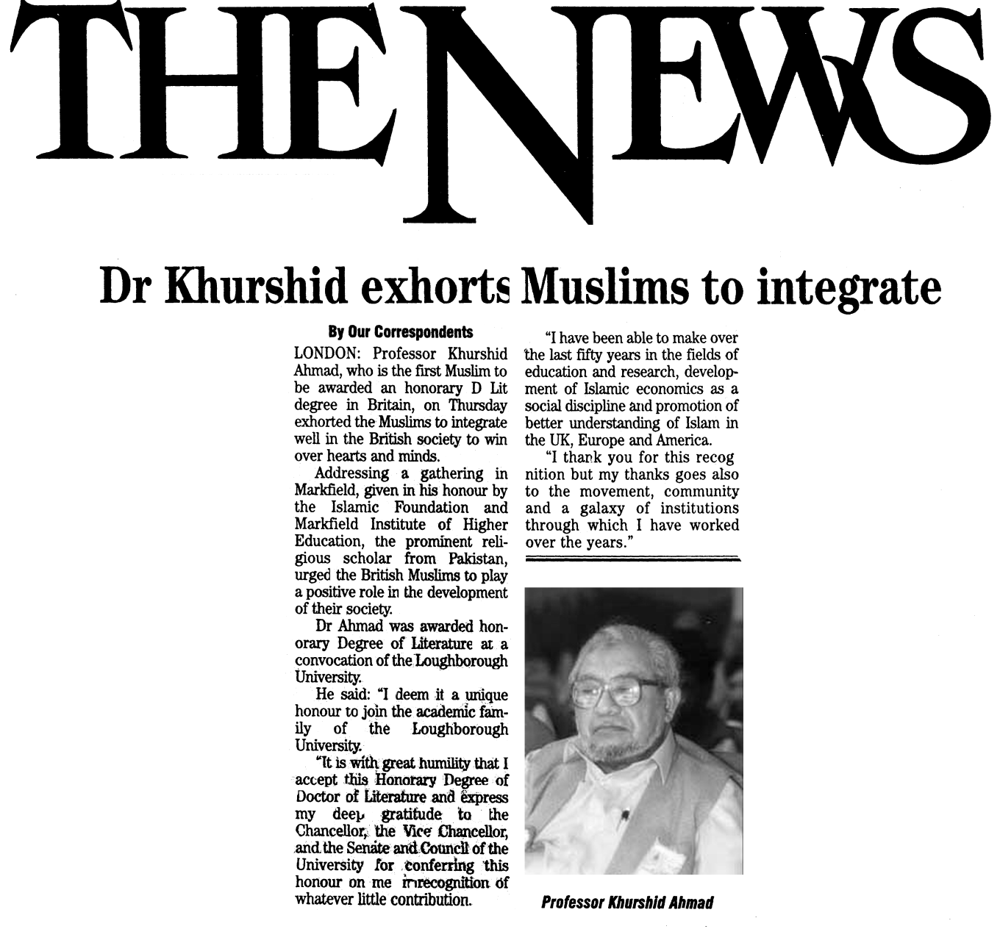 THE NEWS
Dr Khurshid exhorts Muslims to integrate
By Our Correspondents
LONDON: Professor Khurshid
Ahmad, who is the first Muslim to
be awarded an honorary D Lit
degree in Britain, on Thursday
exhorted the Muslims to integrate
well in the British society to win
over hearts and minds.
Addressing a gathering in
Markfield, given in his honour by
the Islamic Foundation and
Markfield Institute of Higher
Education, the prominent reli-
gious scholar from Pakistan,
urged the British Muslims to play
a positive role in the development
of their society.
Dr Ahmad was awarded hon-
orary Degree of Literature at a
convocation of the Loughborough
University.
He said: “I deem it a unique
honour to join the academic fam-
ily of the Loughborough
University.
“It is with great humility that I
accept this Honorary Degree of
Doctor of Literature and express
my deep gratitude to the
Chancellor, the Vice Chancellor,
and the Senate and Council of the
University for conferring this
honour on me inrecognition of
whatever little contribution.
“I have been able to make over
the last fifty years in the fields of
education and research, develop-
ment of Islamic economics as a
social discipline and promotion of
better understanding of Islam in
the UK, Europe and America.
“I thank you for this recog
nition but my thanks goes also
to the movement, community
and a galaxy of institutions
through which I have worked
over the years.”
Professor Khurshid Ahmad